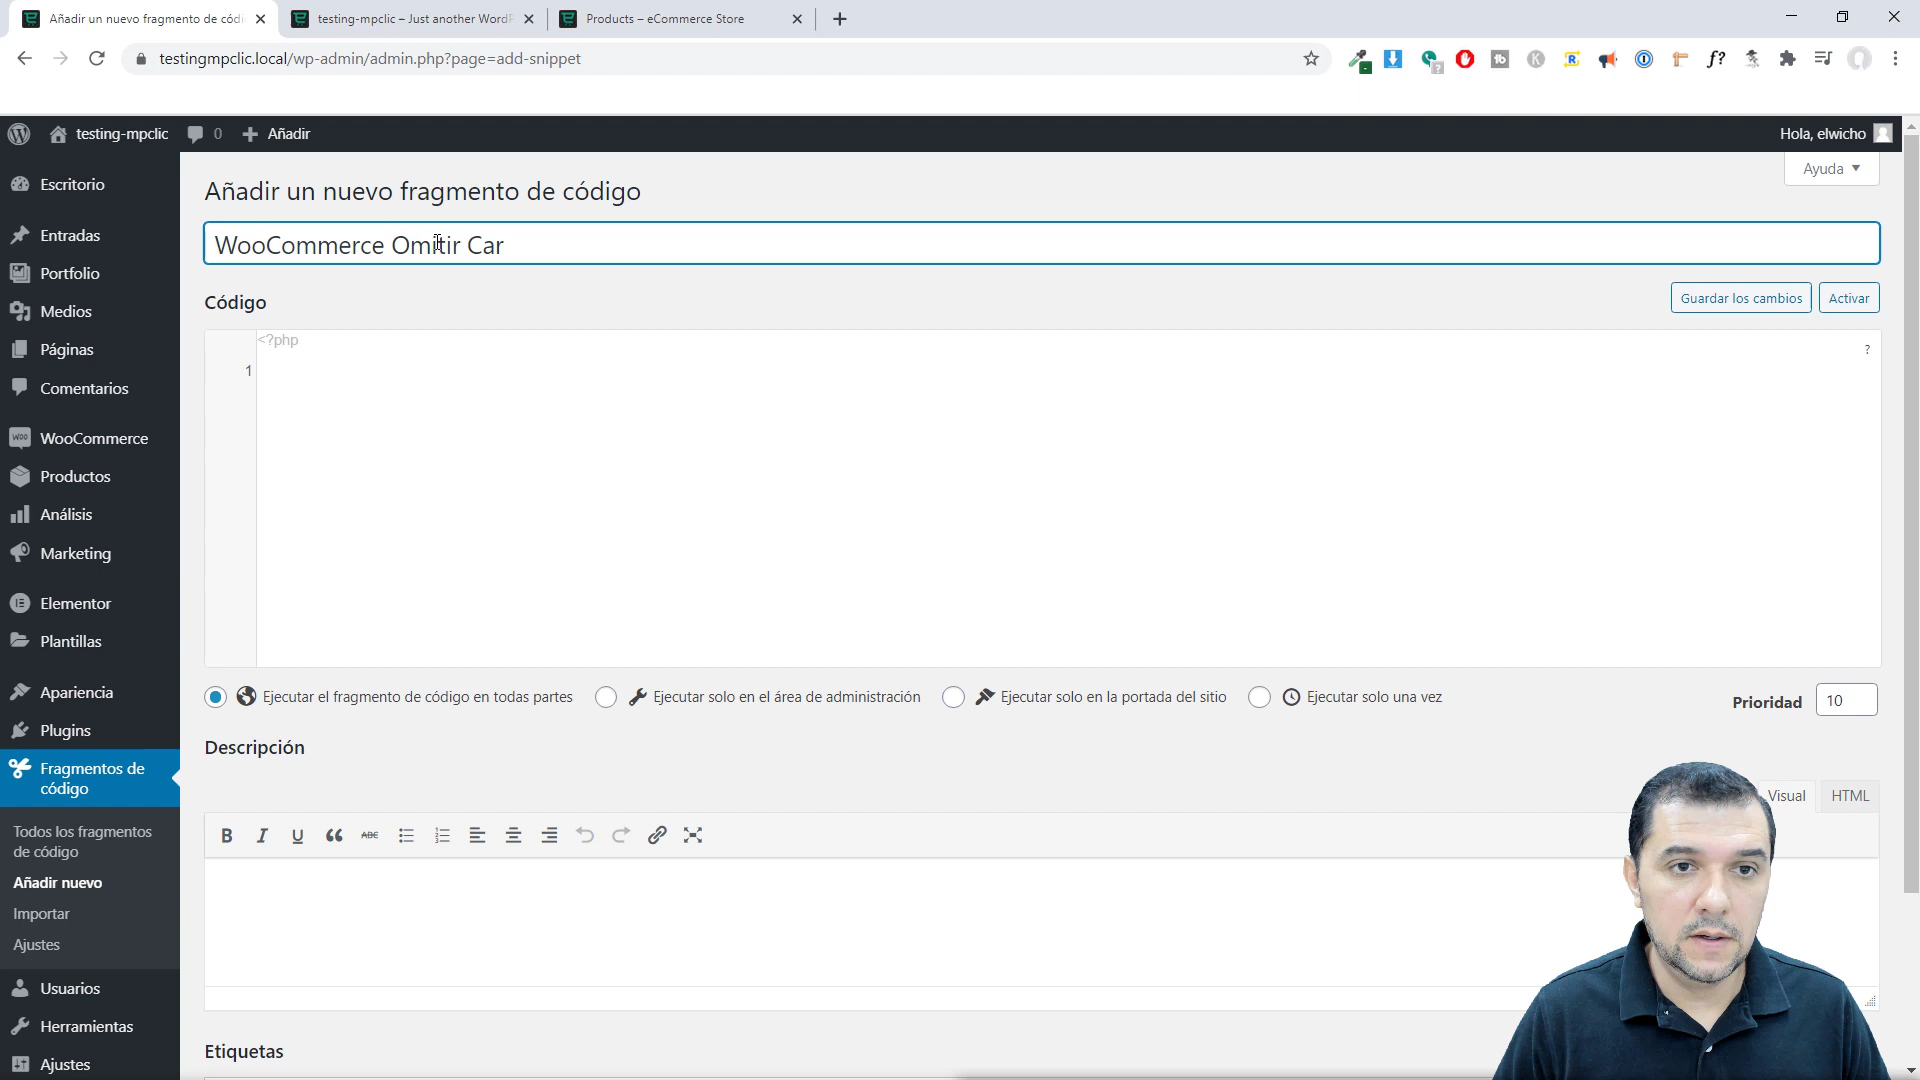 Añadir un nuevo fragmento de códi
testing-mpclic – Just another WordP
Products – eCommerce Store
testingmpclic.local/wp-admin/admin.php?page=add-snippet
testing-mpclic
0
Añadir
Hola, elwicho
Ayuda
Escritorio
Entradas
Portfolio
Medios
Páginas
Comentarios
WooCommerce
Productos
Análisis
Marketing
Elementor
Plantillas
Apariencia
Plugins
Fragmentos de
código
Todos los fragmentos
de código
Añadir nuevo
Importar
Ajustes
Usuarios
Herramientas
Ajustes
Añadir un nuevo fragmento de código
WooCommerce Omitir Car
Código
Guardar los cambios
Activar
<?php
?
1
Ejecutar el fragmento de código en todas partes
Ejecutar solo en el área de administración
Ejecutar solo en la portada del sitio
Ejecutar solo una vez
Prioridad
10
Descripción
Visual
HTML
B I U ABC
Etiquetas